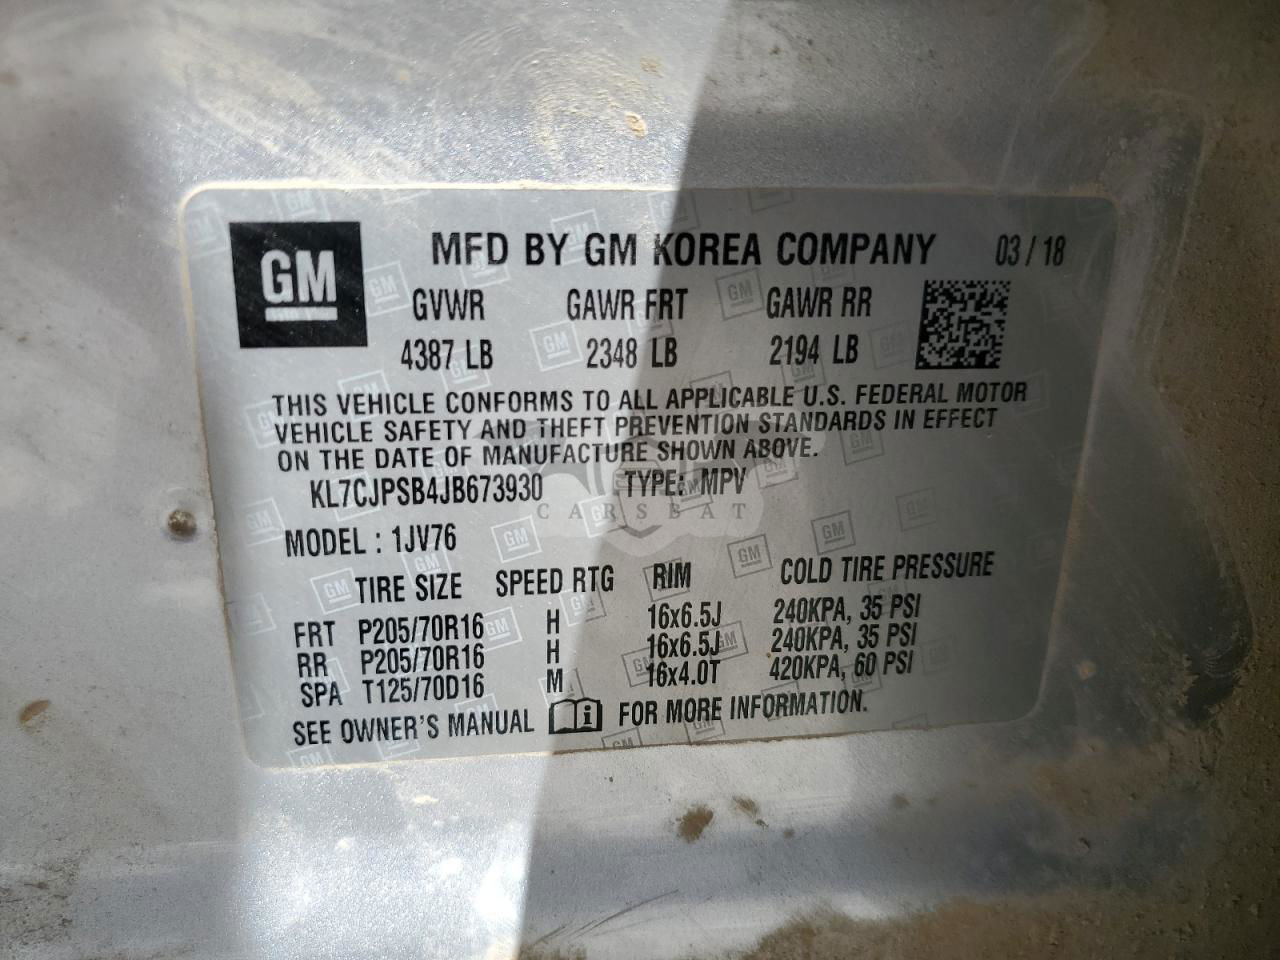 GM
MFD BY GM KOREA COMPANY 03 / 18
GVWR GAWR FRT GAWR RR
4387 LB 2348 LB 2194 LB
THIS VEHICLE CONFORMS TO ALL APPLICABLE U.S. FEDERAL MOTOR
VEHICLE SAFETY AND THEFT PREVENTION STANDARDS IN EFFECT
ON THE DATE OF MANUFACTURE SHOWN ABOVE.
KL7CJPSB4JB673930 TYPE: MPV
CARSEAT
MODEL : 1JV76
TIRE SIZE SPEED RTG RIM COLD TIRE PRESSURE
FRT P205/70R16 H 16x6.5J 240KPA, 35 PSI
RR P205/70R16 H 16x6.5J 240KPA, 35 PSI
SPA T125/70D16 M 16x4.0T 420KPA, 60 PSI
SEE OWNER'S MANUAL FOR MORE INFORMATION.